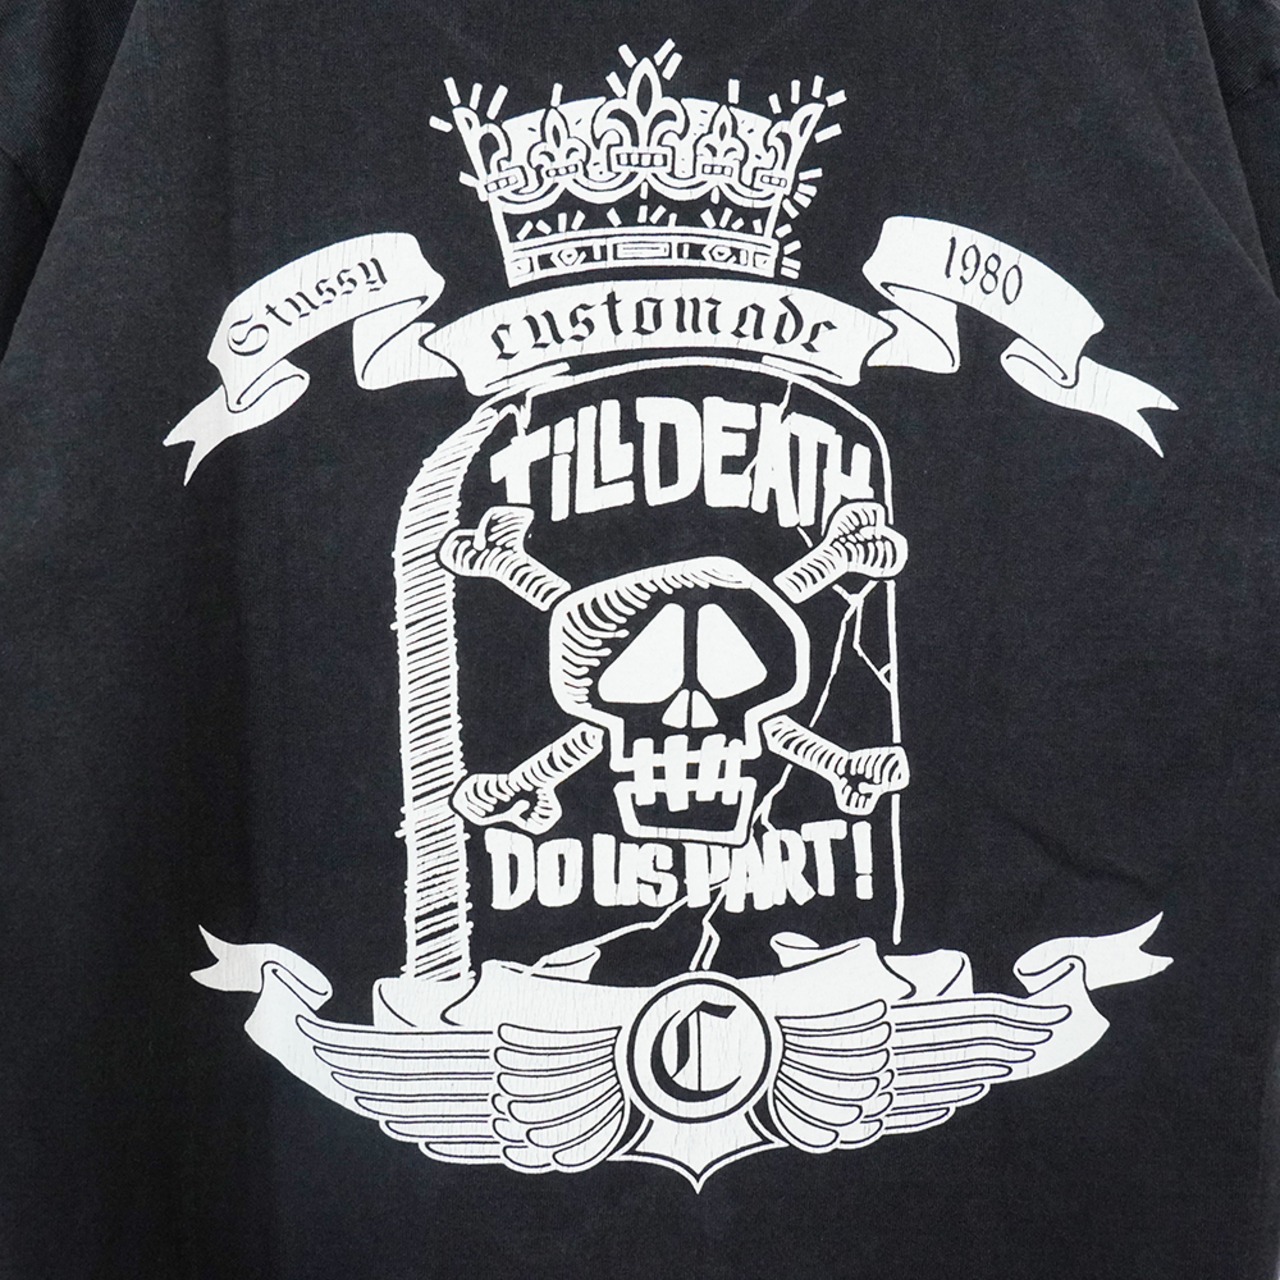 Stussy
customade
1980
TiLL DEATH
DO US PART!
C